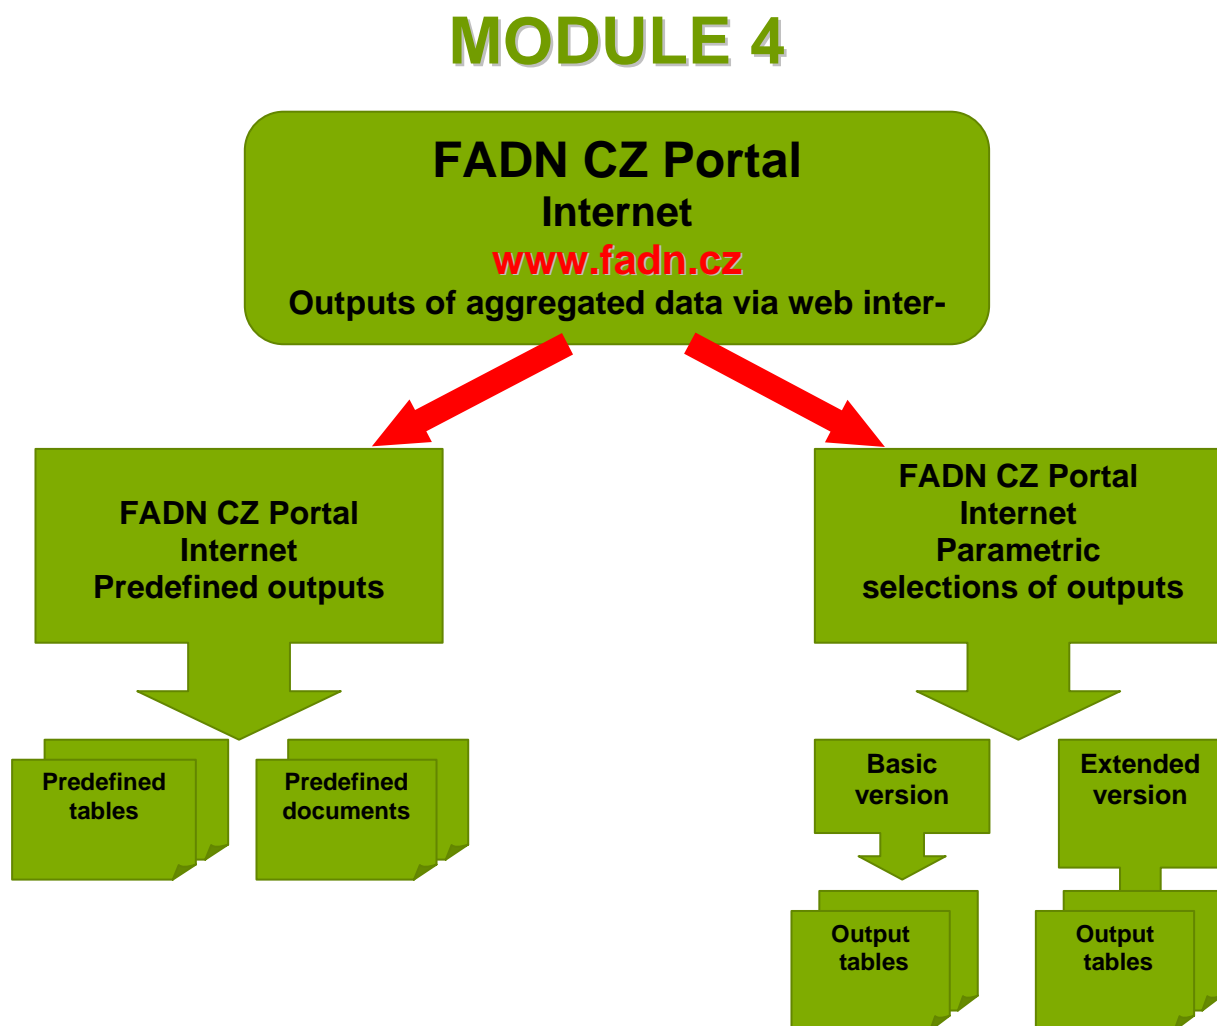 MODULE 4
FADN CZ Portal
Internet
www.fadn.cz
Outputs of aggregated data via web inter-
FADN CZ Portal
Internet
Predefined outputs
FADN CZ Portal
Internet
Parametric
selections of outputs
Predefined
tables
Predefined
documents
Basic
version
Extended
version
Output
tables
Output
tables